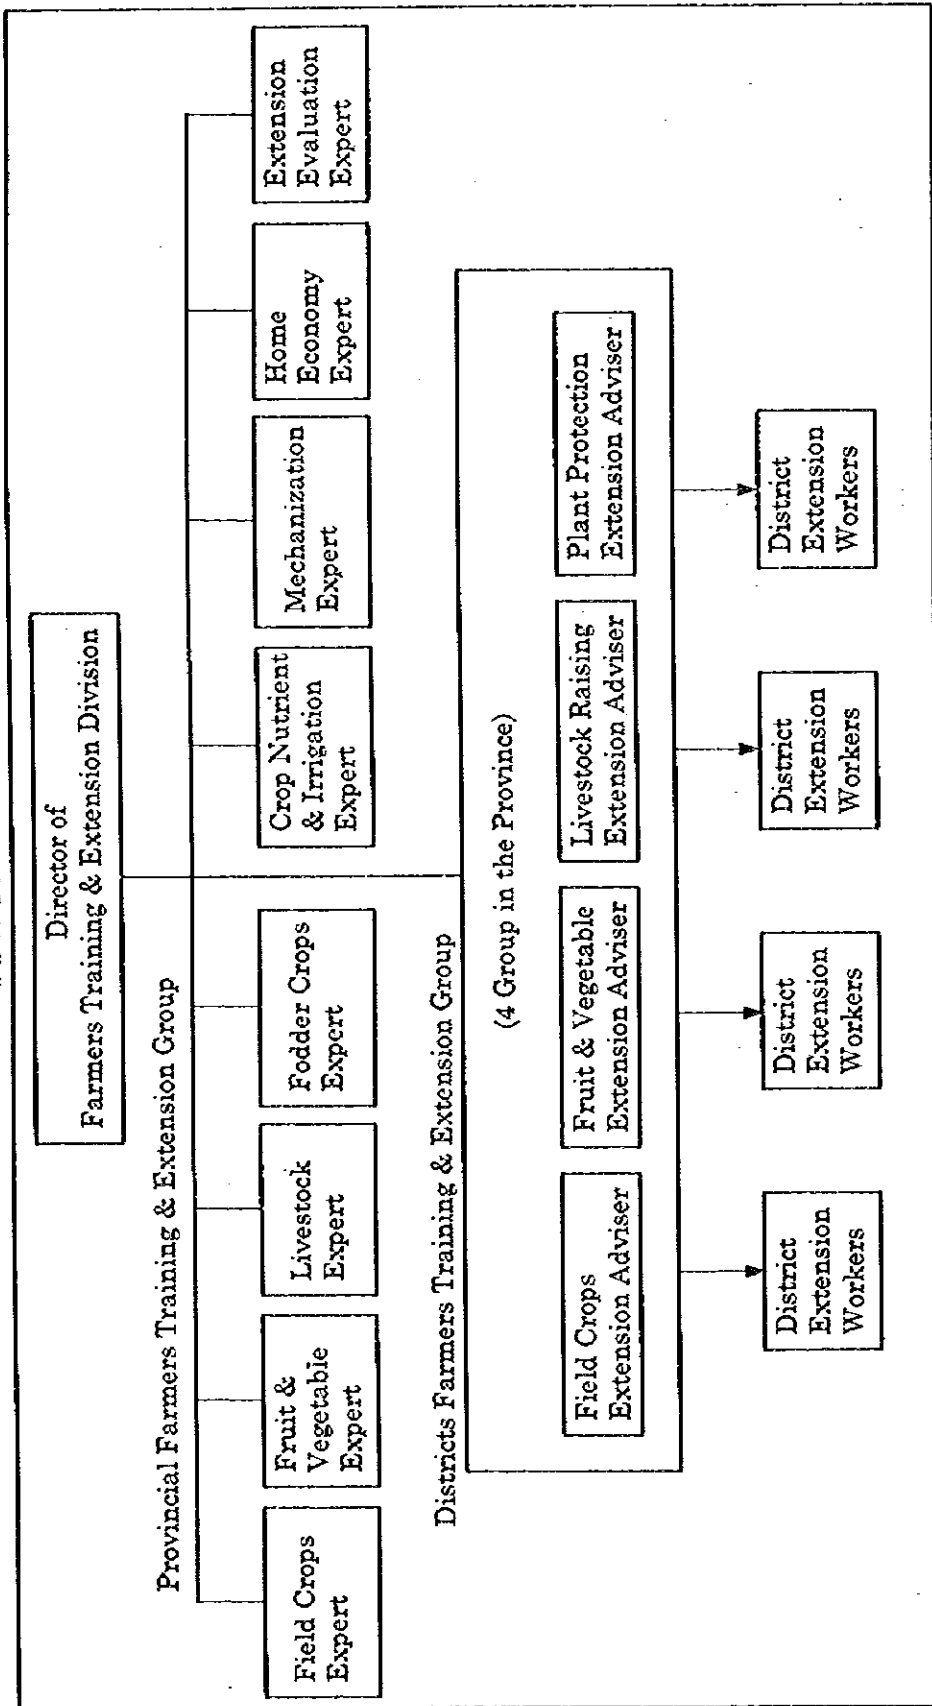 Director of
Farmers Training & Extension Division
Provincial Farmers Training & Extension Group
Field Crops
Expert
Fruit &
Vegetable
Expert
Livestock
Expert
Fodder Crops
Expert
Crop Nutrient
& Irrigation
Expert
Mechanization
Expert
Home
Economy
Expert
Extension
Evaluation
Expert
Districts Farmers Training & Extension Group
(4 Group in the Province)
Field Crops
Extension Adviser
Fruit & Vegetable
Extension Adviser
Livestock Raising
Extension Adviser
Plant Protection
Extension Adviser
District
Extension
Workers
District
Extension
Workers
District
Extension
Workers
District
Extension
Workers